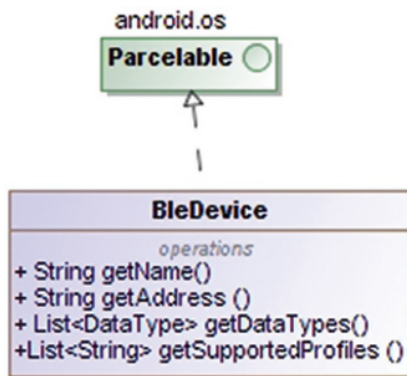 android.os
Parcelable
BleDevice
operations
+ String getName()
+ String getAddress ()
+ List<DataType> getDataTypes()
+List<String> getSupportedProfiles ()